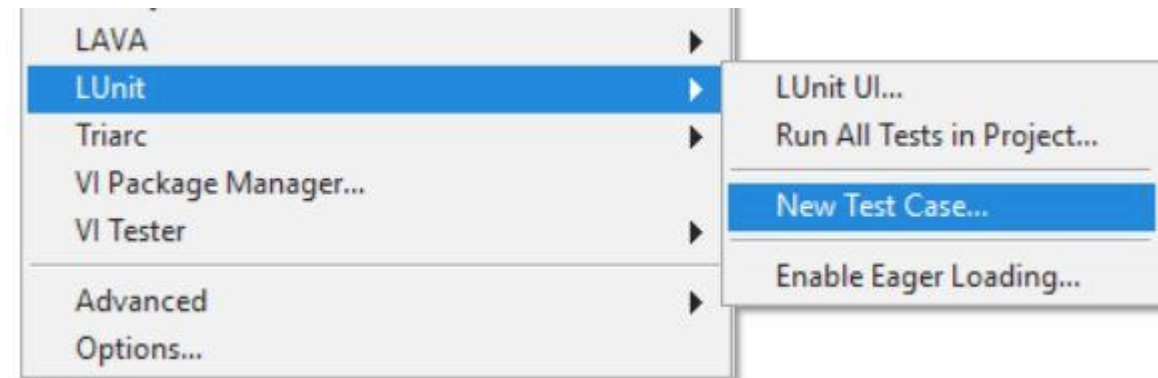 LAVA
LUnit
Triarc
VI Package Manager...
VI Tester
Advanced
Options...
LUnit UI...
Run All Tests in Project...
New Test Case...
Enable Eager Loading...